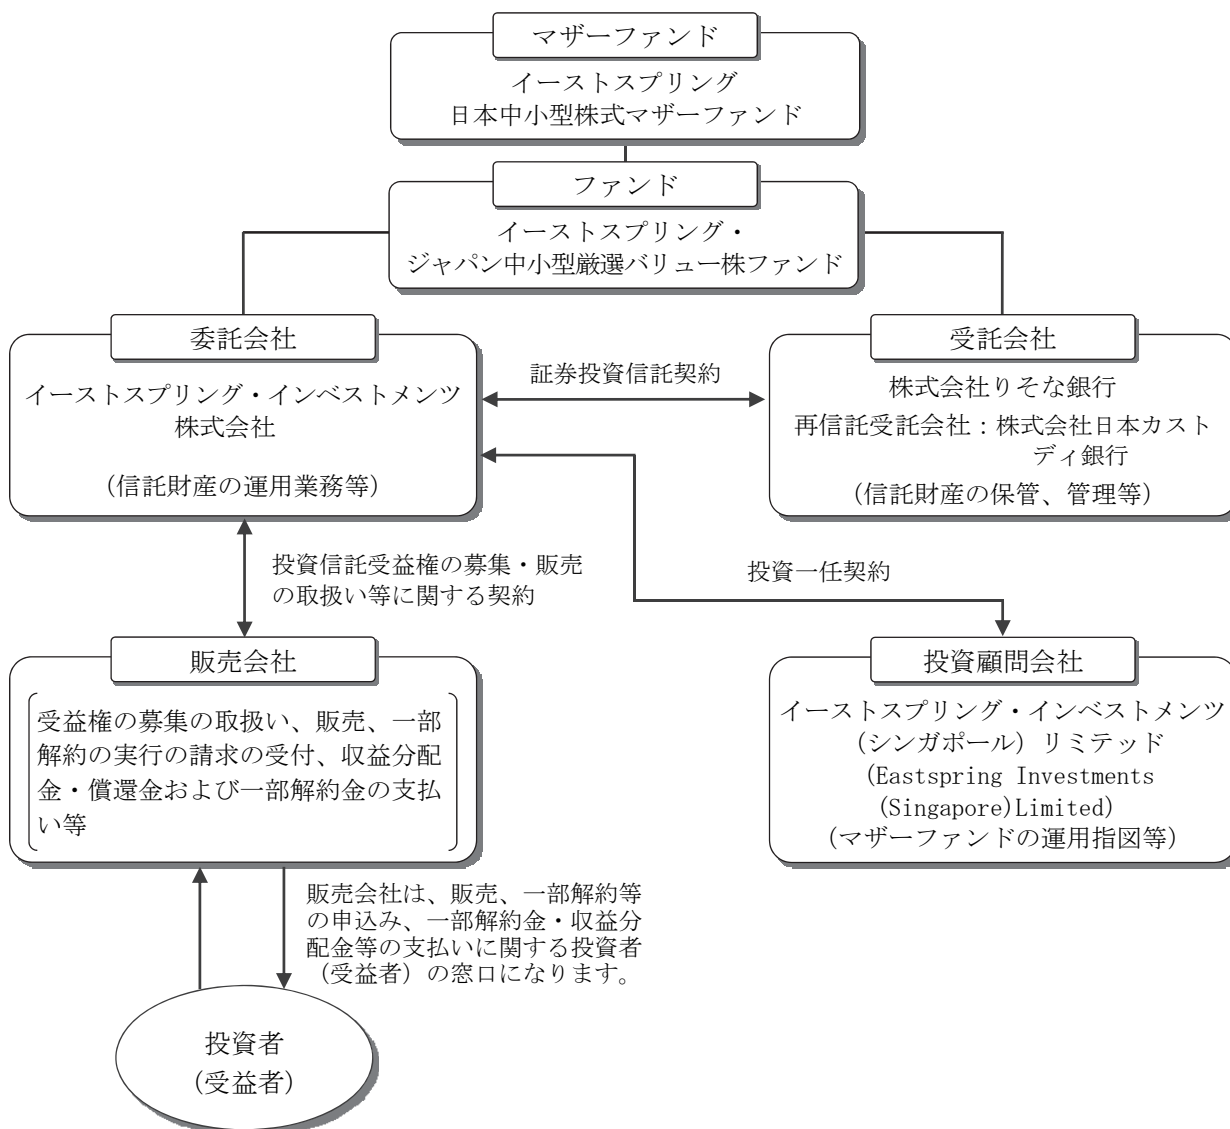 マザーファンド
イーストスプリング
日本中小型株式マザーファンド
ファンド
イーストスプリング・
ジャパン中小型厳選バリュー株ファンド
委託会社
イーストスプリング・インベストメンツ
株式会社
(信託財産の運用業務等)
証券投資信託契約
受託会社
株式会社りそな銀行
再信託受託会社：株式会社日本カスト
ディ銀行
(信託財産の保管、管理等)
投資信託受益権の募集・販売
の取扱い等に関する契約
投資一任契約
販売会社
受益権の募集の取扱い、販売、一部
解約の実行の請求の受付、収益分配
金・償還金および一部解約金の支払
い等
投資顧問会社
イーストスプリング・インベストメンツ
(シンガポール) リミテッド
(Eastspring Investments
(Singapore)Limited)
(マザーファンドの運用指図等)
販売会社は、販売、一部解約等
の申込み、一部解約金・収益分
配金等の支払いに関する投資者
(受益者) の窓口になります。
投資者
(受益者)